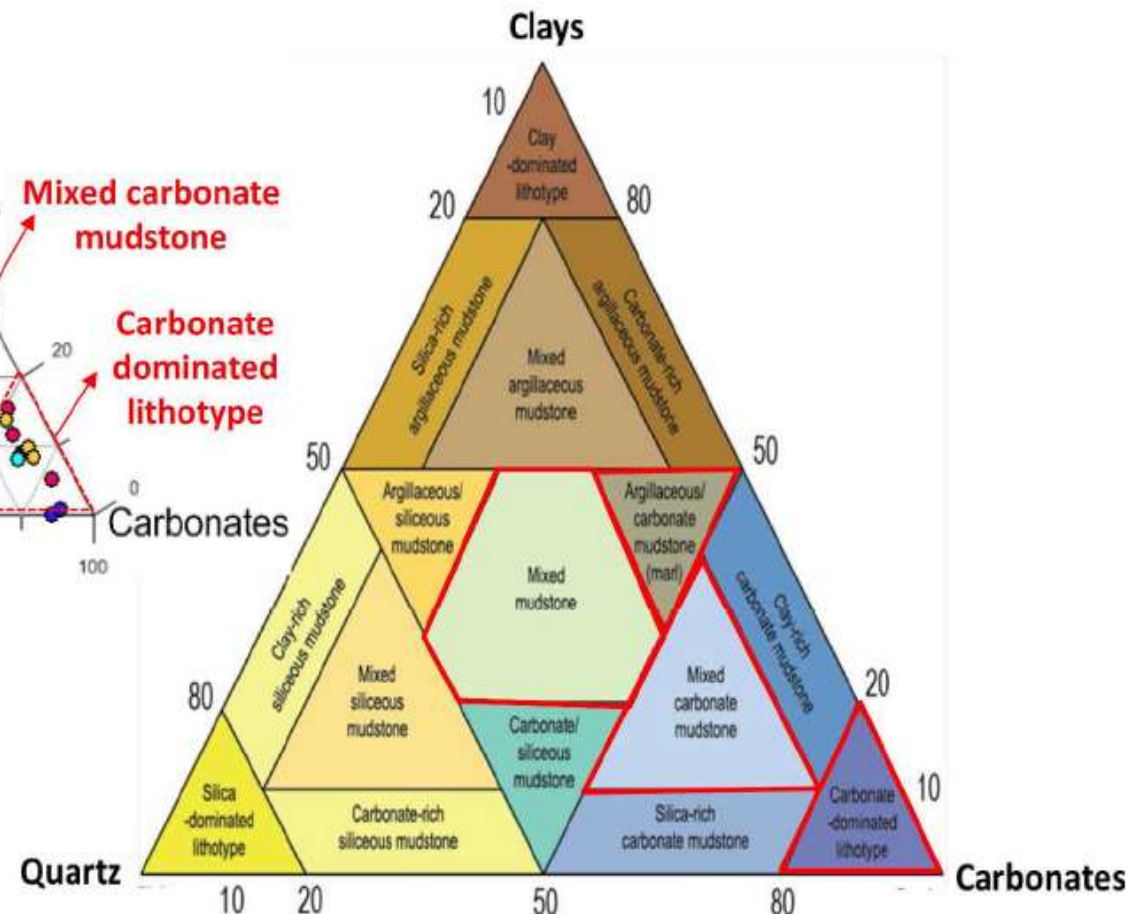 Clays
10
Clay
-dominated
lithotype
20
80
Silica-rich
argillaceous mudstone
Mixed
argillaceous
mudstone
Carbonate-rich
argillaceous mudstone
50
50
Argillaceous/
siliceous
mudstone
Mixed
mudstone
Argillaceous/
carbonate
mudstone
(marl)
Clay-rich
siliceous mudstone
Clay-rich
carbonate mudstone
Mixed
siliceous
mudstone
Mixed
carbonate
mudstone
80
20
Carbonate/
siliceous
mudstone
Silica
-dominated
lithotype
Carbonate-rich
siliceous mudstone
Silica-rich
carbonate mudstone
Carbonate
-dominated
lithotype
10
Quartz
Carbonates
10
20
50
80
Mixed carbonate
mudstone
Carbonate
dominated
lithotype
20
0
Carbonates
100